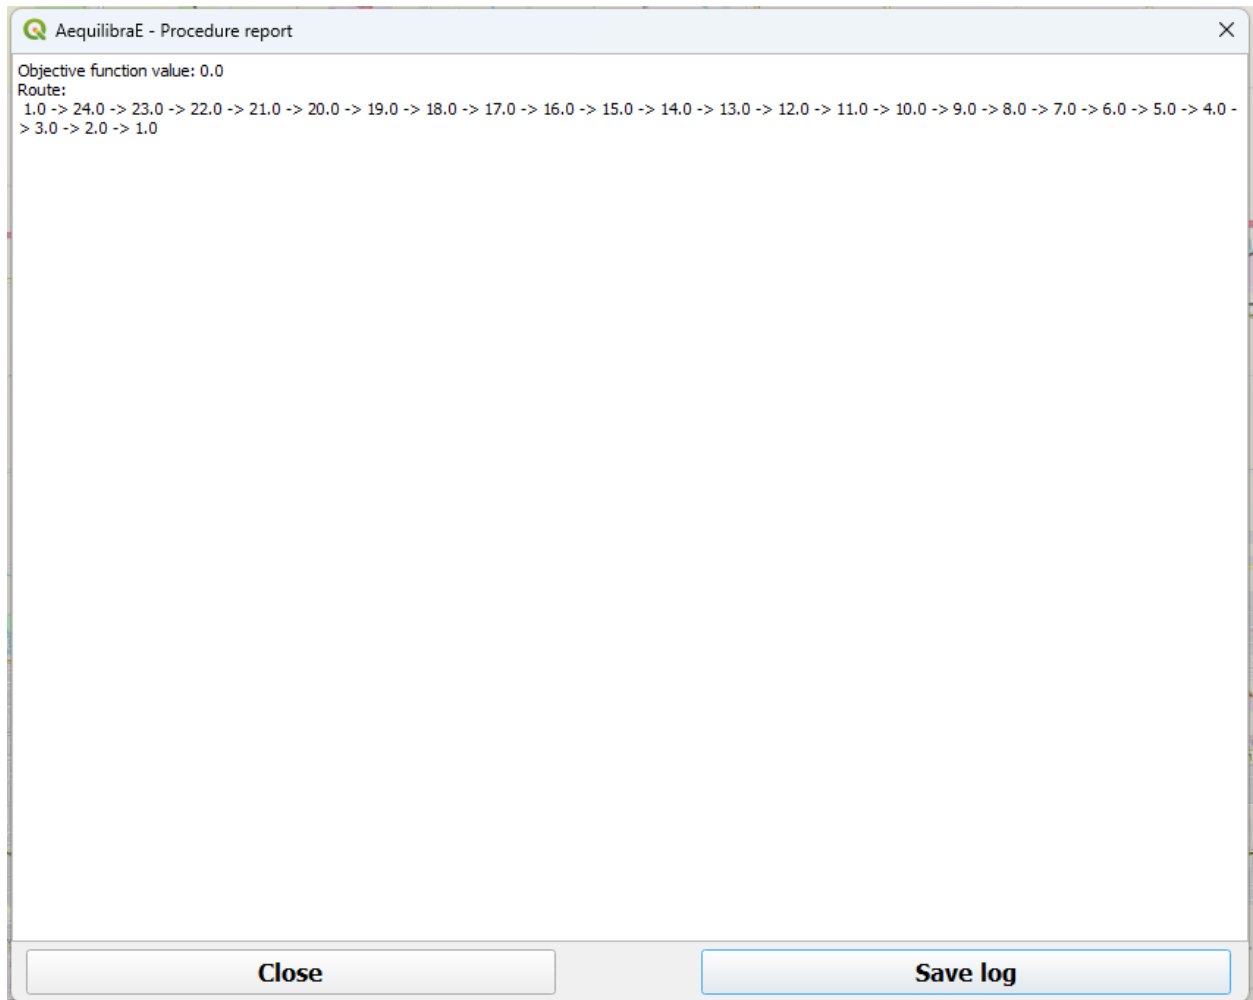 AequilibraE - Procedure report
Objective function value: 0.0
Route:
1.0 -> 24.0 -> 23.0 -> 22.0 -> 21.0 -> 20.0 -> 19.0 -> 18.0 -> 17.0 -> 16.0 -> 15.0 -> 14.0 -> 13.0 -> 12.0 -> 11.0 -> 10.0 -> 9.0 -> 8.0 -> 7.0 -> 6.0 -> 5.0 -> 4.0 -
> 3.0 -> 2.0 -> 1.0
Close
Save log